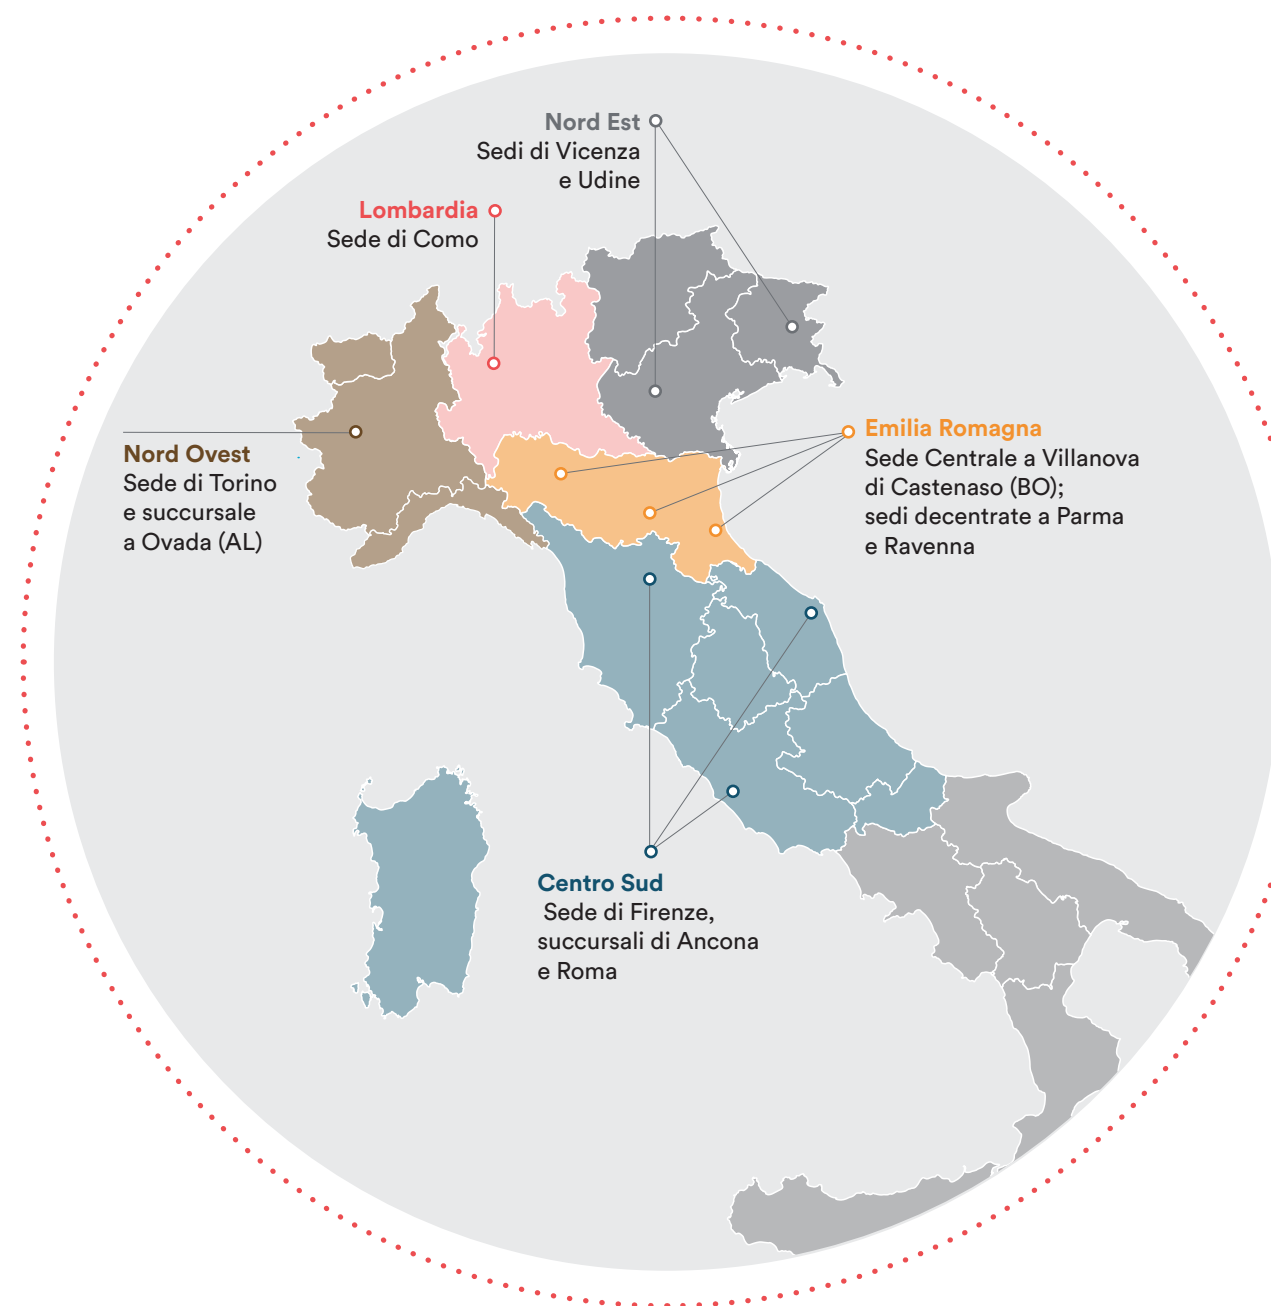 Nord Est
Sedi di Vicenza
e Udine
Lombardia
Sede di Como
Nord Ovest
Sede di Torino
e succursale
a Ovada (AL)
Emilia Romagna
Sede Centrale a Villanova
di Castenaso (BO);
sedi decentrate a Parma
e Ravenna
Centro Sud
Sede di Firenze,
succursali di Ancona
e Roma